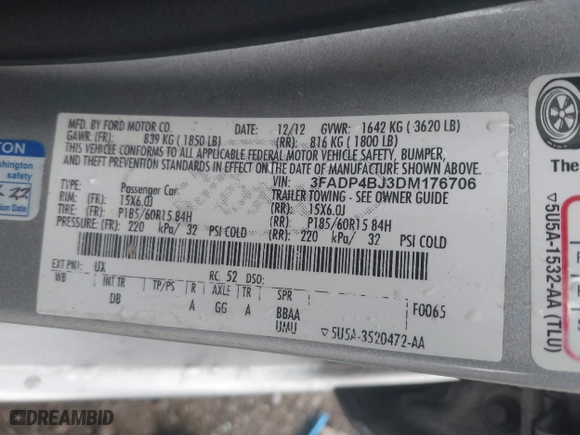 MFD. BY FORD MOTOR CO.
DATE: 12/12 GVWR: 1642 KG ( 3620 LB)
GAWR: (FR): 839 KG ( 1850 LB) (RR): 816 KG ( 1800 LB)
THIS VEHICLE CONFORMS TO ALL APPLICABLE FEDERAL MOTOR VEHICLE SAFETY, BUMPER,
AND THEFT PREVENTION STANDARDS IN EFFECT ON THE DATE OF MANUFACTURE SHOWN ABOVE.
VIN: 3FADP4BJ3DM176706
TYPE: Passenger Car TRAILER TOWING - SEE OWNER GUIDE
RIM: (FR): 15X6.0J (RR): 15X6.0J
TIRE: (FR): P185/60R15 84H (RR): P185/60R15 84H
PRESSURE: (FR): 220 kPa/ 32 PSI COLD (RR): 220 kPa/ 32 PSI COLD
EXT PNT: UX RC: 52 DSO:
WB INT TR TP/PS R AXLE TR SPR
DB A GG A BBAA F0065
UMU ▽5U5A-3520472-AA
TON
shington
safety
22
ction Date
The
▽5U5A-1532-AA (TLU)
DREAMBID